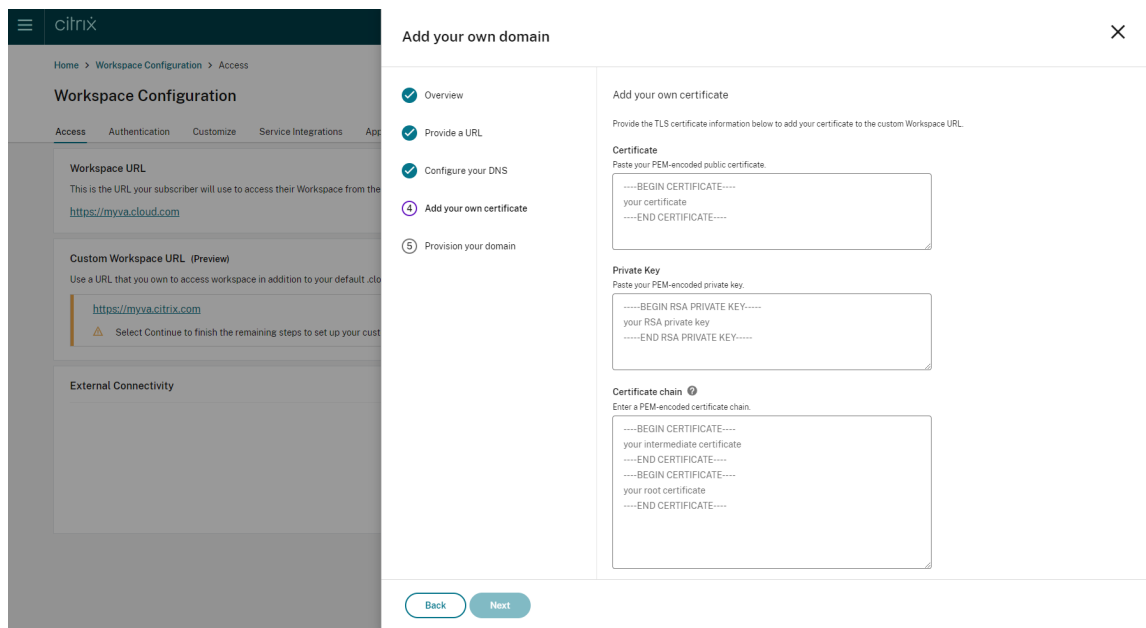 citrix
Home > Workspace Configuration > Access
Workspace Configuration
Access Authentication Customize Service Integrations App
Workspace URL
This is the URL your subscriber will use to access their Workspace from the
https://myva.cloud.com
Custom Workspace URL (Preview)
Use a URL that you own to access workspace in addition to your default .clo
https://myva.citrix.com
Select Continue to finish the remaining steps to set up your cust
External Connectivity
Add your own domain
Overview
Provide a URL
Configure your DNS
4 Add your own certificate
5 Provision your domain
Add your own certificate
Provide the TLS certificate information below to add your certificate to the custom Workspace URL.
Certificate
Paste your PEM-encoded public certificate.
----BEGIN CERTIFICATE----
your certificate
----END CERTIFICATE----
Private Key
Paste your PEM-encoded private key.
-----BEGIN RSA PRIVATE KEY-----
your RSA private key
-----END RSA PRIVATE KEY-----
Certificate chain ?
Enter a PEM-encoded certificate chain.
----BEGIN CERTIFICATE----
your intermediate certificate
----END CERTIFICATE----
----BEGIN CERTIFICATE----
your root certificate
----END CERTIFICATE----
Back Next